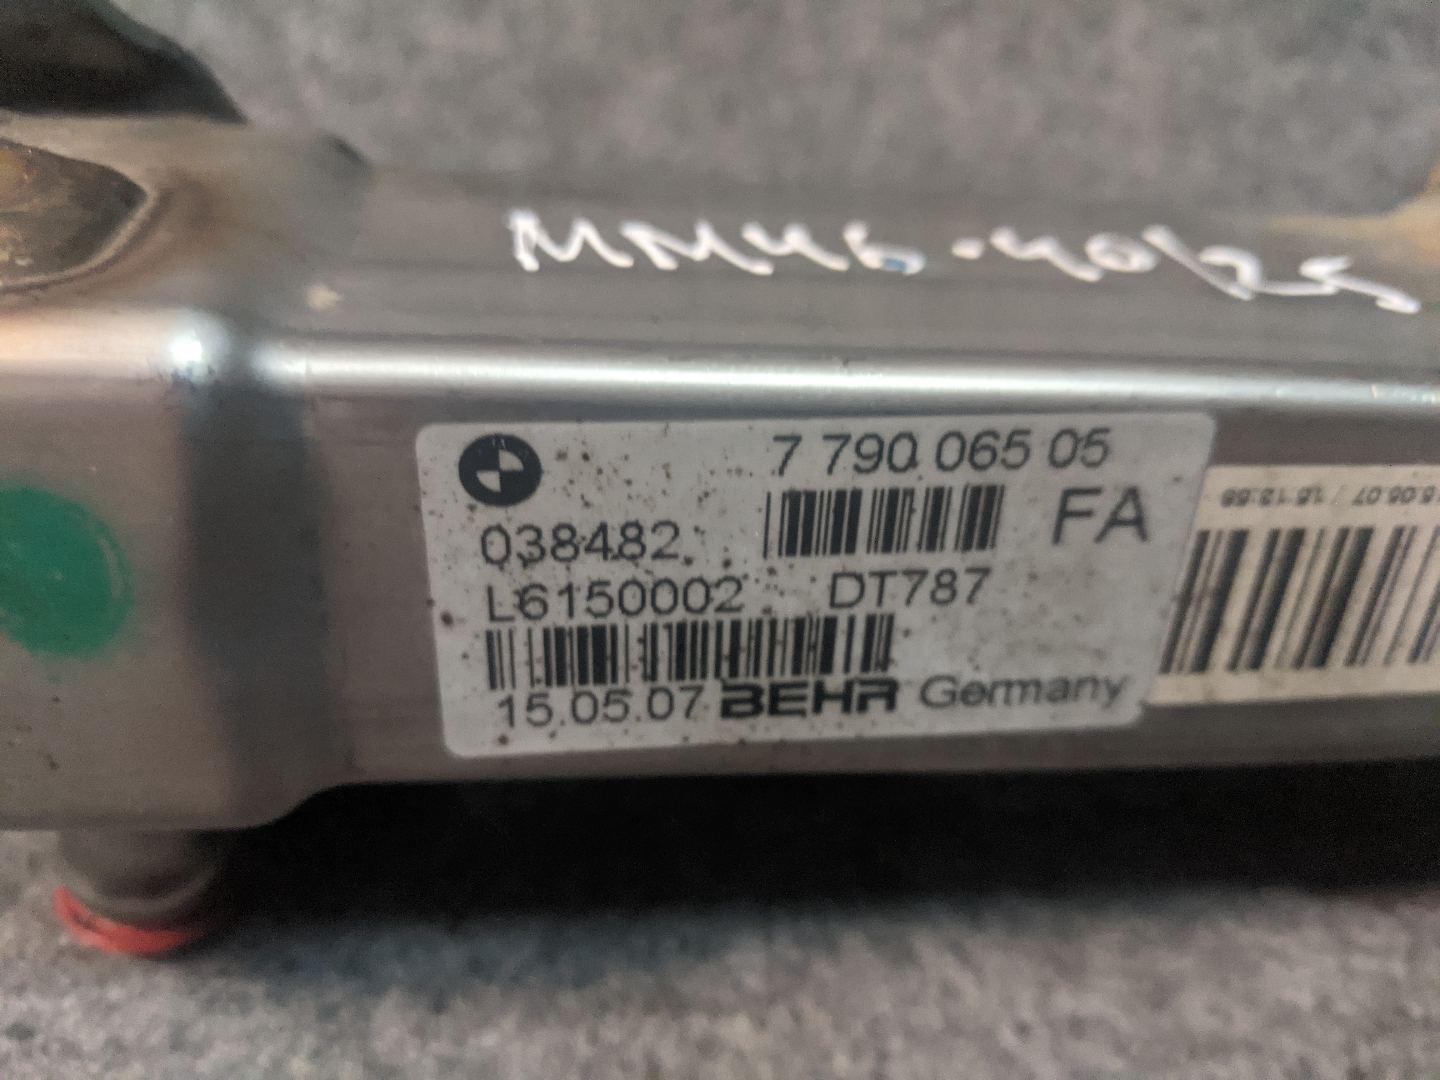 MM46-40/25
7 790 065 05
038482 FA
L6150002 DT787
15.05.07 BEHR Germany